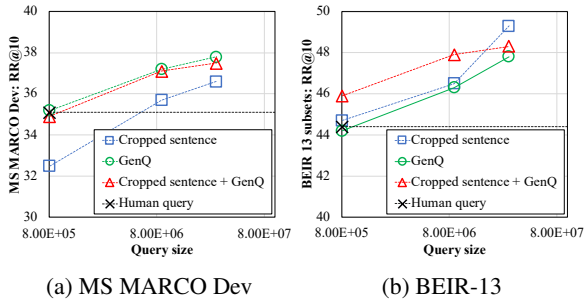 MS MARCO Dev: RR@10
40
38
36
34
32
30
Cropped sentence
GenQ
Cropped sentence + GenQ
Human query
8.00E+05 8.00E+06 8.00E+07
Query size
(a) MS MARCO Dev
BEIR 13 subsets: RR@10
50
48
46
44
42
40
Cropped sentence
GenQ
Cropped sentence + GenQ
Human query
8.00E+05 8.00E+06 8.00E+07
Query size
(b) BEIR-13